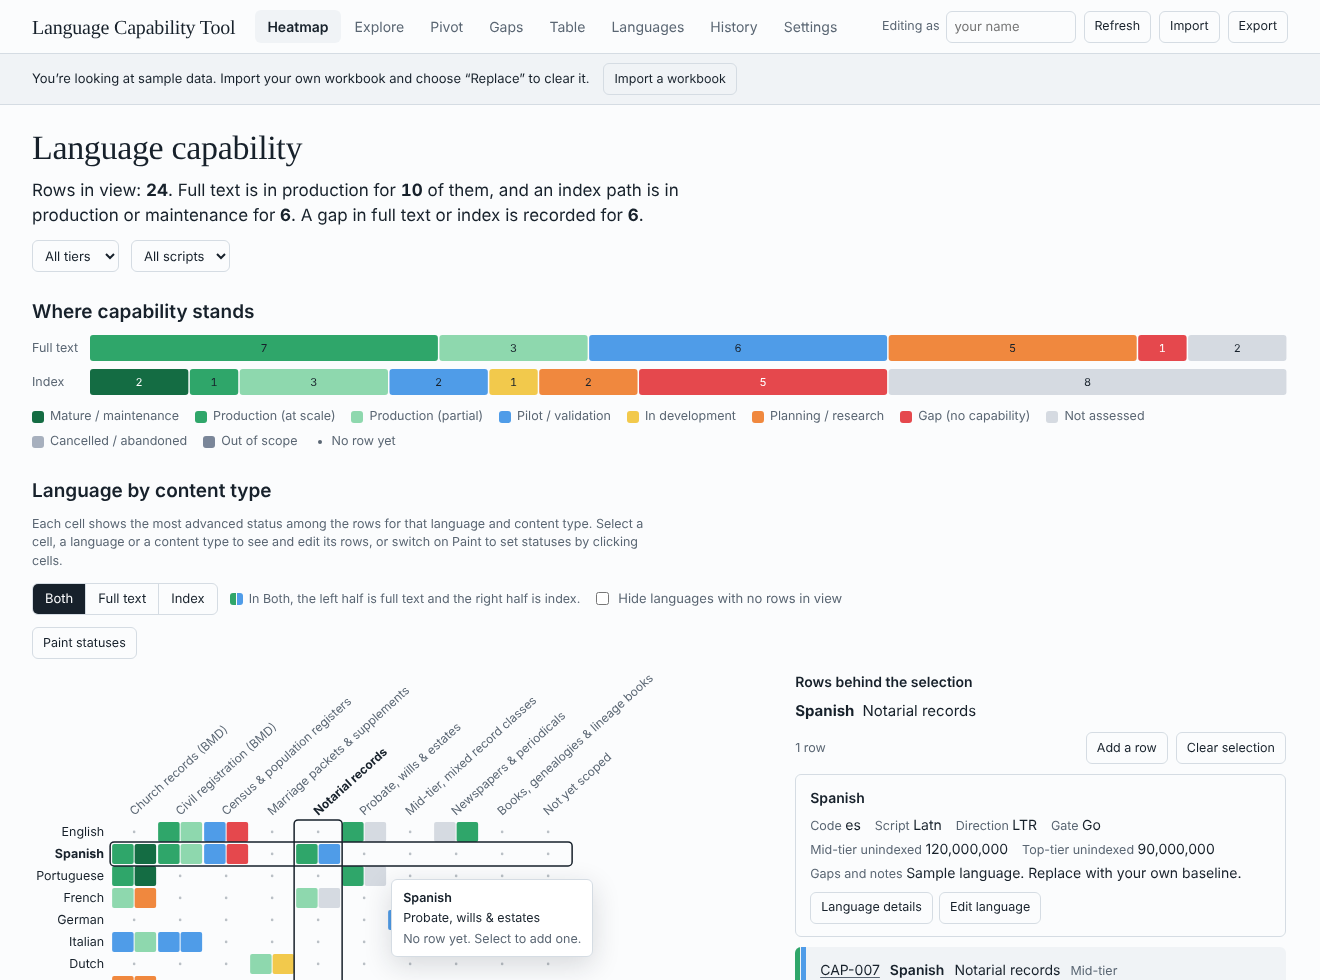 Language Capability Tool Heatmap Explore Pivot Gaps Table Languages History Settings Editing as your name Refresh Import Export
You're looking at sample data. Import your own workbook and choose “Replace” to clear it. Import a workbook
Language capability
Rows in view: 24. Full text is in production for 10 of them, and an index path is in
production or maintenance for 6. A gap in full text or index is recorded for 6.
All tiers All scripts
Where capability stands
Full text 7 3 6 5 1 2
Index 2 1 3 2 1 2 5 8
Mature / maintenance Production (at scale) Production (partial) Pilot / validation In development Planning / research Gap (no capability) Not assessed
Cancelled / abandoned Out of scope No row yet
Language by content type
Each cell shows the most advanced status among the rows for that language and content type. Select a
cell, a language or a content type to see and edit its rows, or switch on Paint to set statuses by clicking
cells.
Both Full text Index In Both, the left half is full text and the right half is index. Hide languages with no rows in view
Paint statuses
Church records (BMD)
Civil registration (BMD)
Census & population registers
Marriage packets & supplements
Notarial records
Probate, wills & estates
Mid-tier, mixed record classes
Newspapers & periodicals
Books, genealogies & lineage books
Not yet scoped
English
Spanish
Portuguese
French
German
Italian
Dutch
Spanish
Probate, wills & estates
No row yet. Select to add one.
Rows behind the selection
Spanish Notarial records
1 row Add a row Clear selection
Spanish
Code es Script Latn Direction LTR Gate Go
Mid-tier unindexed 120,000,000 Top-tier unindexed 90,000,000
Gaps and notes Sample language. Replace with your own baseline.
Language details Edit language
CAP-007 Spanish Notarial records Mid-tier